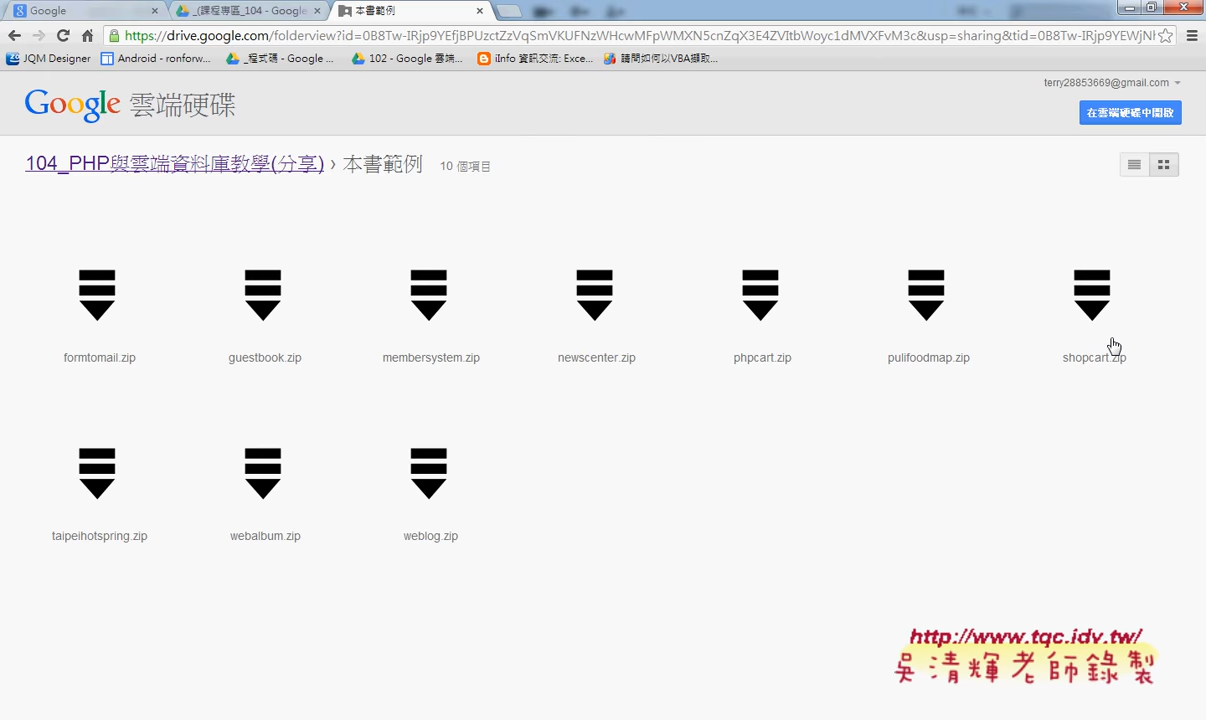 Google
_(課程專區_104 - Google
本書範例
https://drive.google.com/folderview?id=0B8Tw-IRjp9YEfjBPUzctZzVqSmVKUFNzWHcwMFpWMXN5cnZqX3E4ZVItbWoyc1dMVXFvM3c&usp=sharing&tid=0B8Tw-IRjp9YEWjNl
JQM Designer
Android - ronforw...
_程式碼 - Google ...
102 - Google 雲端...
iInfo 資訊交流: Exce...
請問如何以VBA擷取...
terry28853669@gmail.com
Google 雲端硬碟
在雲端硬碟中開啟
104_PHP與雲端資料庫教學(分享) › 本書範例 10 個項目
formtomail.zip
guestbook.zip
membersystem.zip
newscenter.zip
phpcart.zip
pulifoodmap.zip
shopcart.zip
taipeihotspring.zip
webalbum.zip
weblog.zip
http://www.tqc.idv.tw/
吳清輝老師錄製